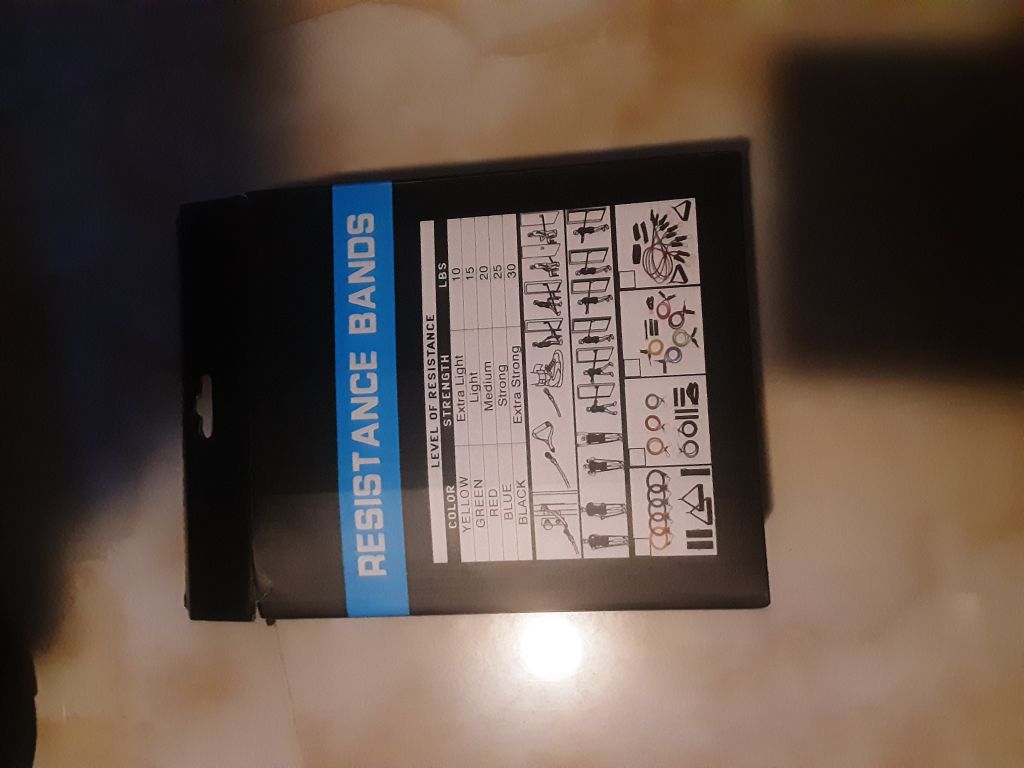 RESISTANCE BANDS
LEVEL OF RESISTANCE
COLOR STRENGTH LBS
YELLOW Extra Light 10
GREEN Light 15
RED Medium 20
BLUE Strong 25
BLACK Extra Strong 30